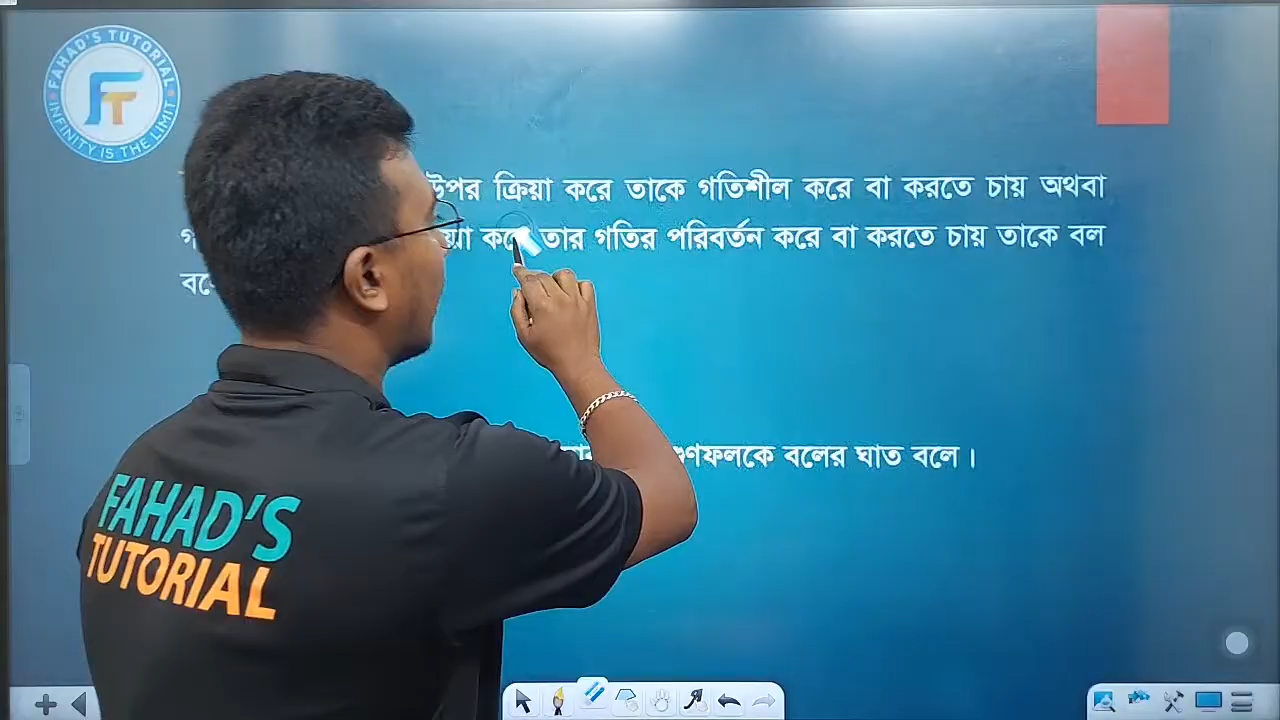 FAHAD'S TUTORIAL
INFINITY IS THE LIMIT
FT
উপর ক্রিয়া করে তাকে গতিশীল করে বা করতে চায় অথবা
করে তার গতির পরিবর্তন করে বা করতে চায় তাকে বল
গুণফলকে বলের ঘাত বলে।
FAHAD'S
TUTORIAL